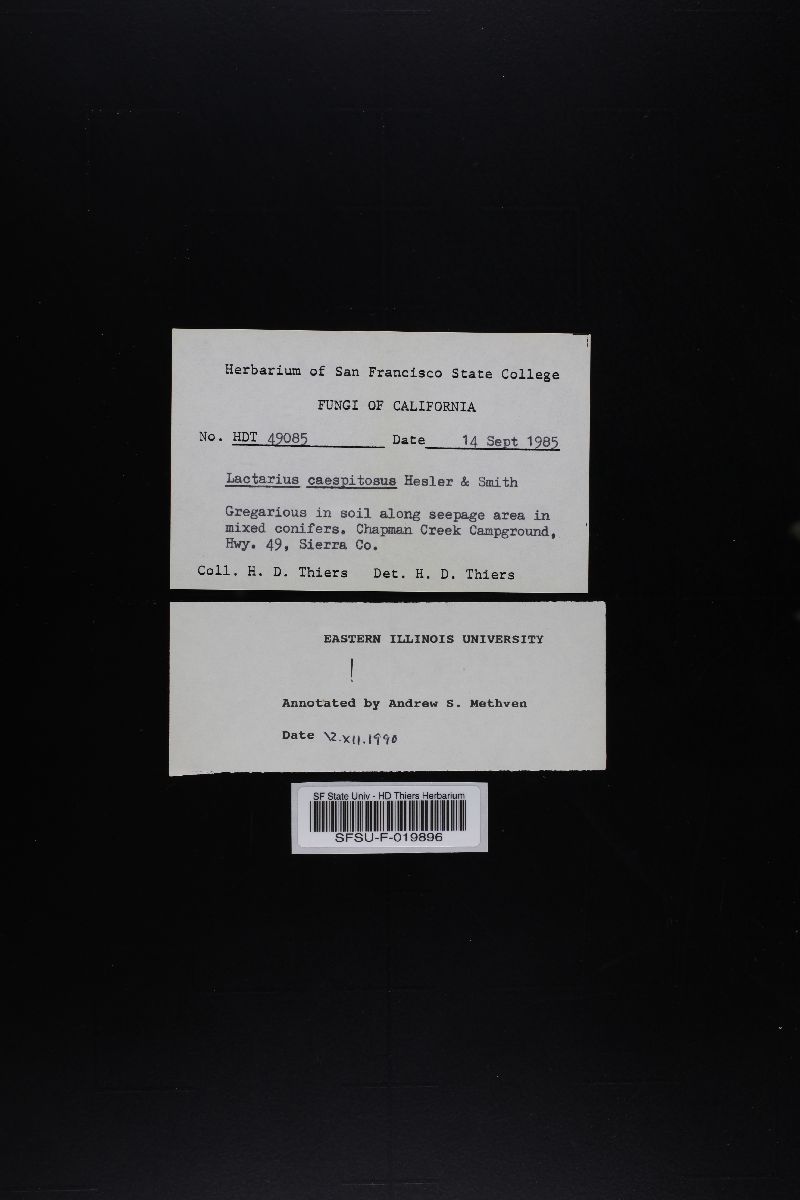 Herbarium of San Francisco State College
FUNGI OF CALIFORNIA
No. HDT 49085 Date 14 Sept 1985
Lactarius caespitosus Hesler & Smith
Gregarious in soil along seepage area in
mixed conifers. Chapman Creek Campground,
Hwy. 49, Sierra Co.
Coll. H. D. Thiers Det. H. D. Thiers
EASTERN ILLINOIS UNIVERSITY
!
Annotated by Andrew S. Methven
Date 12.XII.1990
SF State Univ - HD Thiers Herbarium
SFSU-F-019896